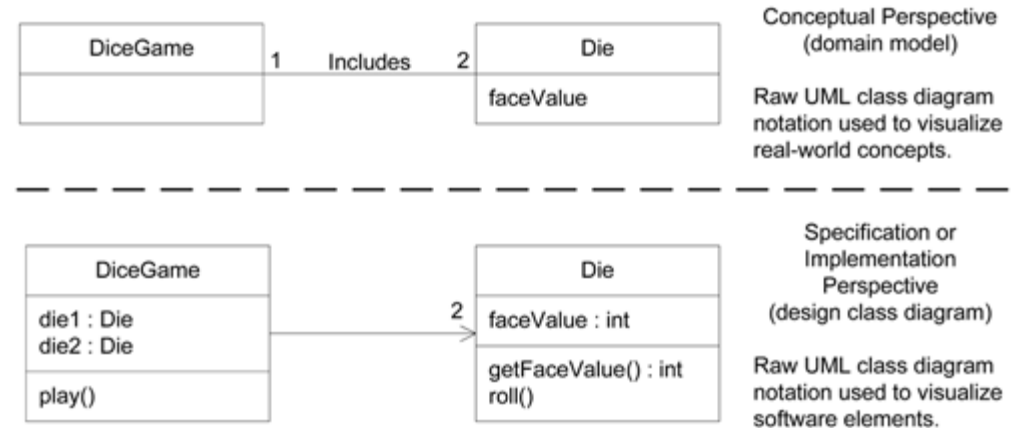 DiceGame
1 Includes 2
Die
faceValue
Conceptual Perspective
(domain model)
Raw UML class diagram
notation used to visualize
real-world concepts.
DiceGame
die1 : Die
die2 : Die
play()
2
Die
faceValue : int
getFaceValue() : int
roll()
Specification or
Implementation
Perspective
(design class diagram)
Raw UML class diagram
notation used to visualize
software elements.